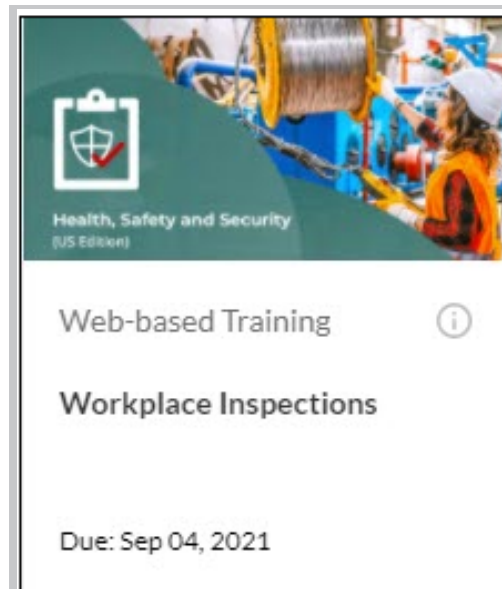 Health, Safety and Security
(US Edition)
Web-based Training
Workplace Inspections
Due: Sep 04, 2021